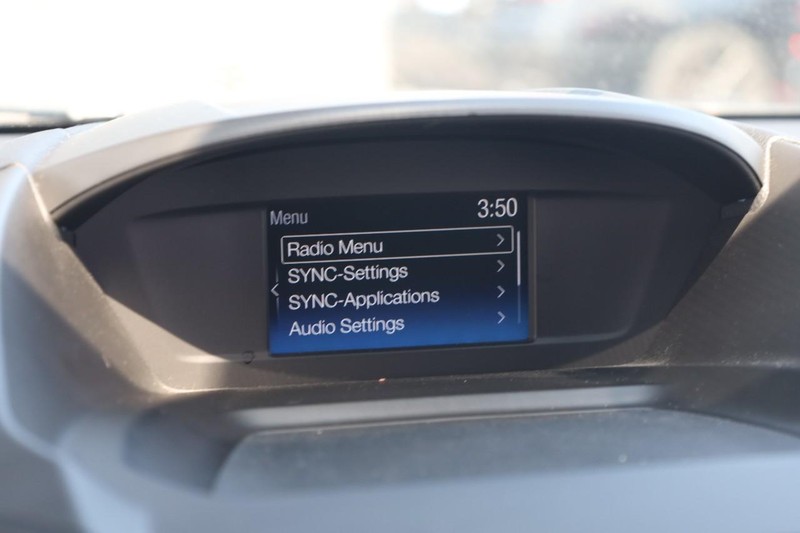 Menu 3:50
Radio Menu
SYNC-Settings
SYNC-Applications
Audio Settings